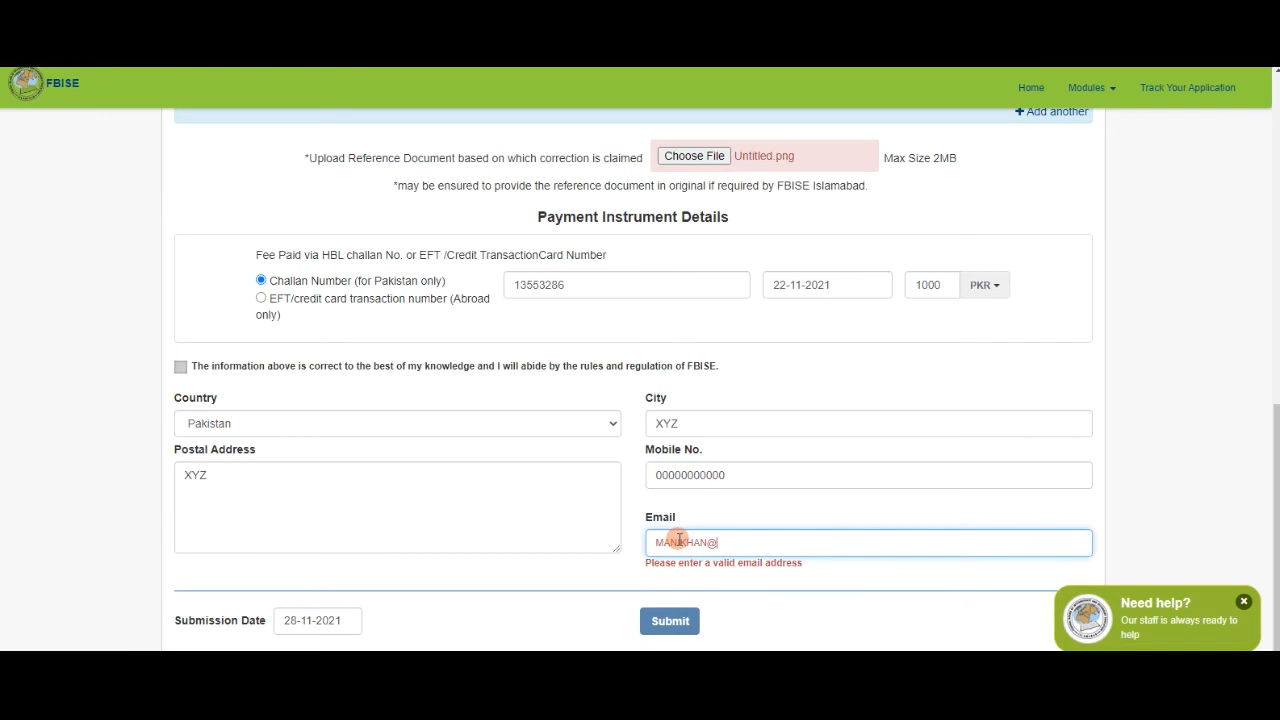 FBISE
Home Modules Track Your Application
+ Add another
*Upload Reference Document based on which correction is claimed Choose File Untitled.png Max Size 2MB
*may be ensured to provide the reference document in original if required by FBISE Islamabad.
Payment Instrument Details
Fee Paid via HBL challan No. or EFT /Credit TransactionCard Number
Challan Number (for Pakistan only) 13553286 22-11-2021 1000 PKR
EFT/credit card transaction number (Abroad
only)
The information above is correct to the best of my knowledge and I will abide by the rules and regulation of FBISE.
Country City
Pakistan XYZ
Postal Address Mobile No.
XYZ 00000000000
Email
MANIKHAN@
Please enter a valid email address
Submission Date 28-11-2021 Submit
Need help?
Our staff is always ready to
help